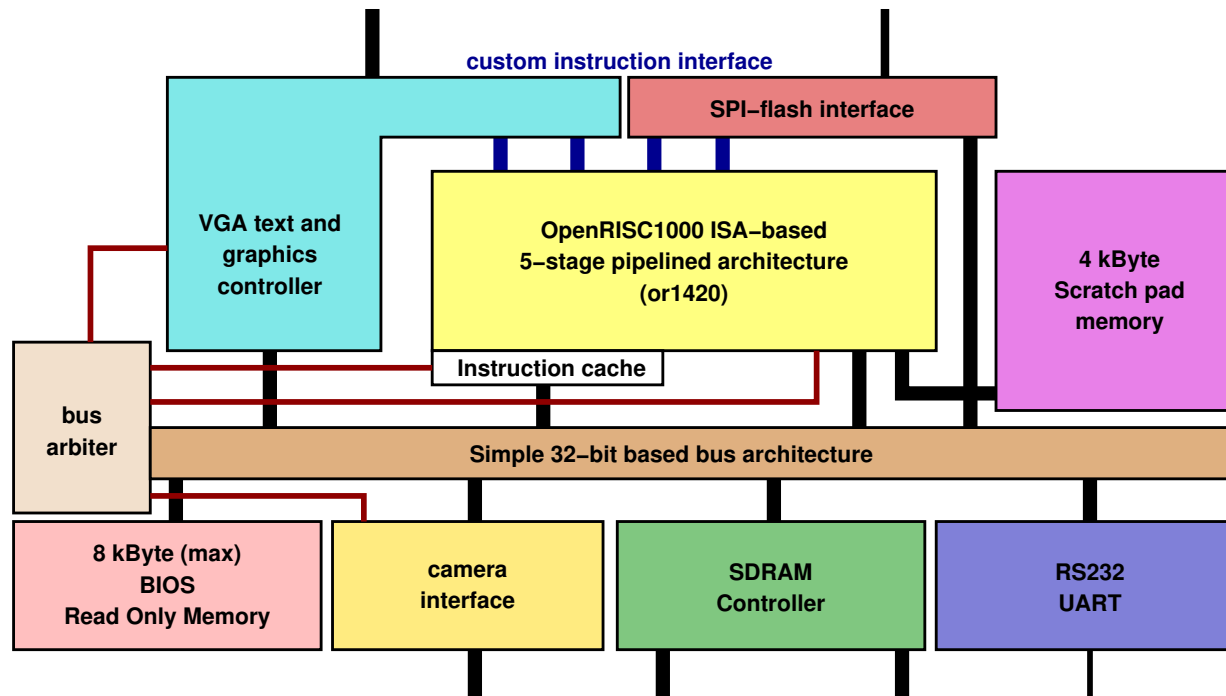 custom instruction interface
SPI−flash interface
VGA text and
graphics
controller
OpenRISC1000 ISA−based
5−stage pipelined architecture
(or1420)
4 kByte
Scratch pad
memory
Instruction cache
bus
arbiter
Simple 32−bit based bus architecture
8 kByte (max)
BIOS
Read Only Memory
camera
interface
SDRAM
Controller
RS232
UART